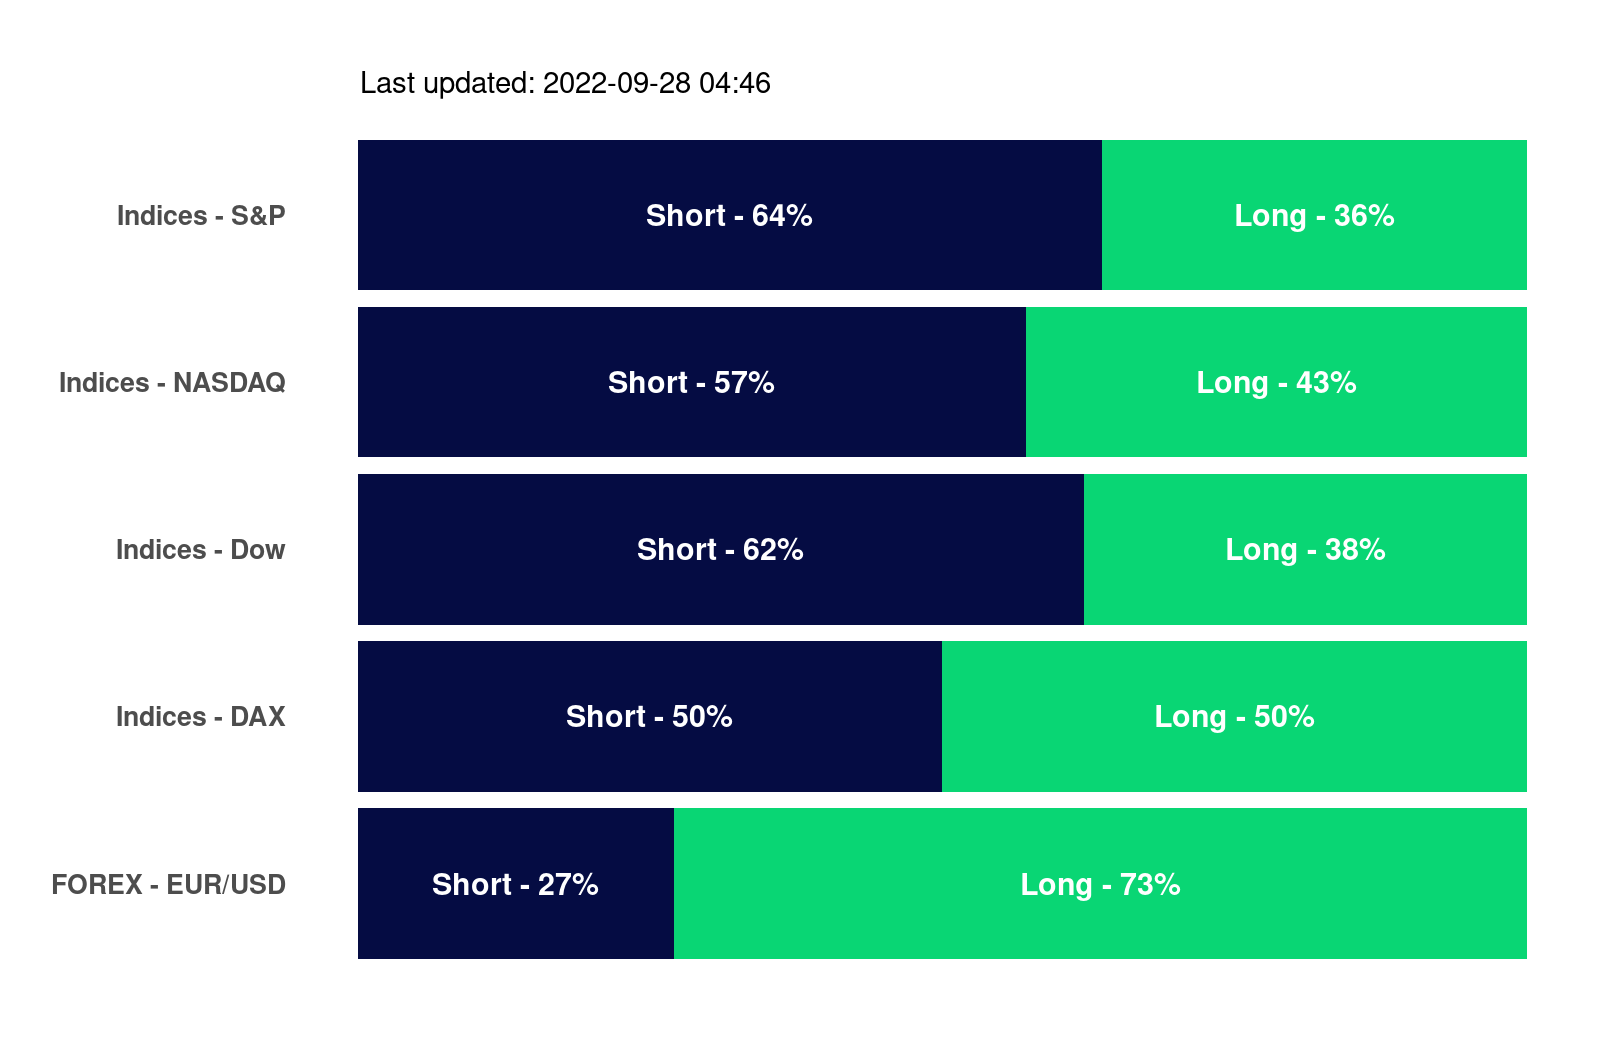 Last updated: 2022-09-28 04:46
Indices - S&P
Short - 64%
Long - 36%
Indices - NASDAQ
Short - 57%
Long - 43%
Indices - Dow
Short - 62%
Long - 38%
Indices - DAX
Short - 50%
Long - 50%
FOREX - EUR/USD
Short - 27%
Long - 73%